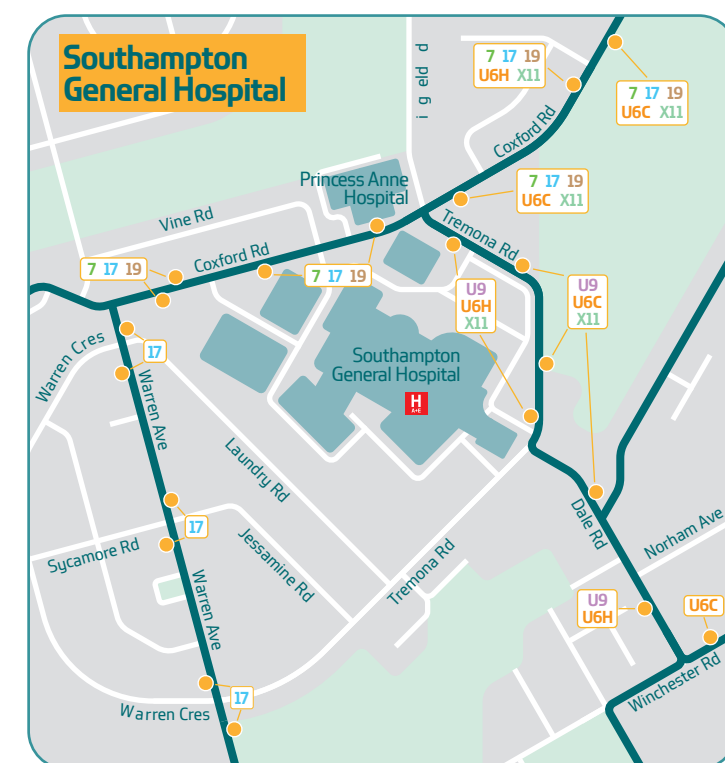 Southampton
General Hospital
7 17 19
U6H X11
7 17 19
U6C X11
Coxford Rd
Princess Anne
Hospital
7 17 19
U6C X11
Vine Rd
Tremona Rd
Coxford Rd
7 17 19
7 17 19
U9
U6H
X11
U9
U6C
X11
Warren Cres
17
Southampton
General Hospital
H
A+E
Warren Ave
Laundry Rd
17
Dale Rd
Norham Ave
Sycamore Rd
Jessamine Rd
Tremona Rd
Warren Ave
U9
U6H
U6C
17
Warren Cres
Winchester Rd